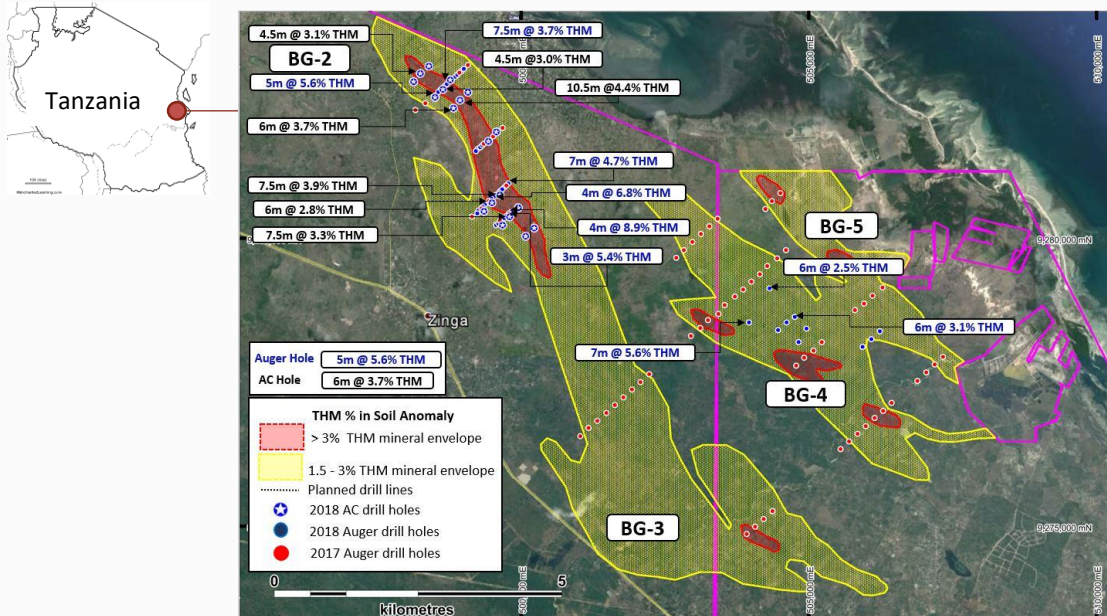 Tanzania
4.5m @ 3.1% THM
7.5m @ 3.7% THM
BG-2
4.5m @3.0% THM
5m @ 5.6% THM
10.5m @4.4% THM
6m @ 3.7% THM
7m @ 4.7% THM
7.5m @ 3.9% THM
4m @ 6.8% THM
6m @ 2.8% THM
4m @ 8.9% THM
7.5m @ 3.3% THM
3m @ 5.4% THM
BG-5
9,280,000 mN
6m @ 2.5% THM
6m @ 3.1% THM
Zinga
7m @ 5.6% THM
BG-4
Auger Hole 5m @ 5.6% THM
AC Hole 6m @ 3.7% THM
THM % in Soil Anomaly
> 3% THM mineral envelope
1.5 - 3% THM mineral envelope
Planned drill lines
2018 AC drill holes
2018 Auger drill holes
2017 Auger drill holes
BG-3
9,275,000 mN
0 5
kilometres
505,000 mE
510,000 mE
505,000 mE
510,000 mE